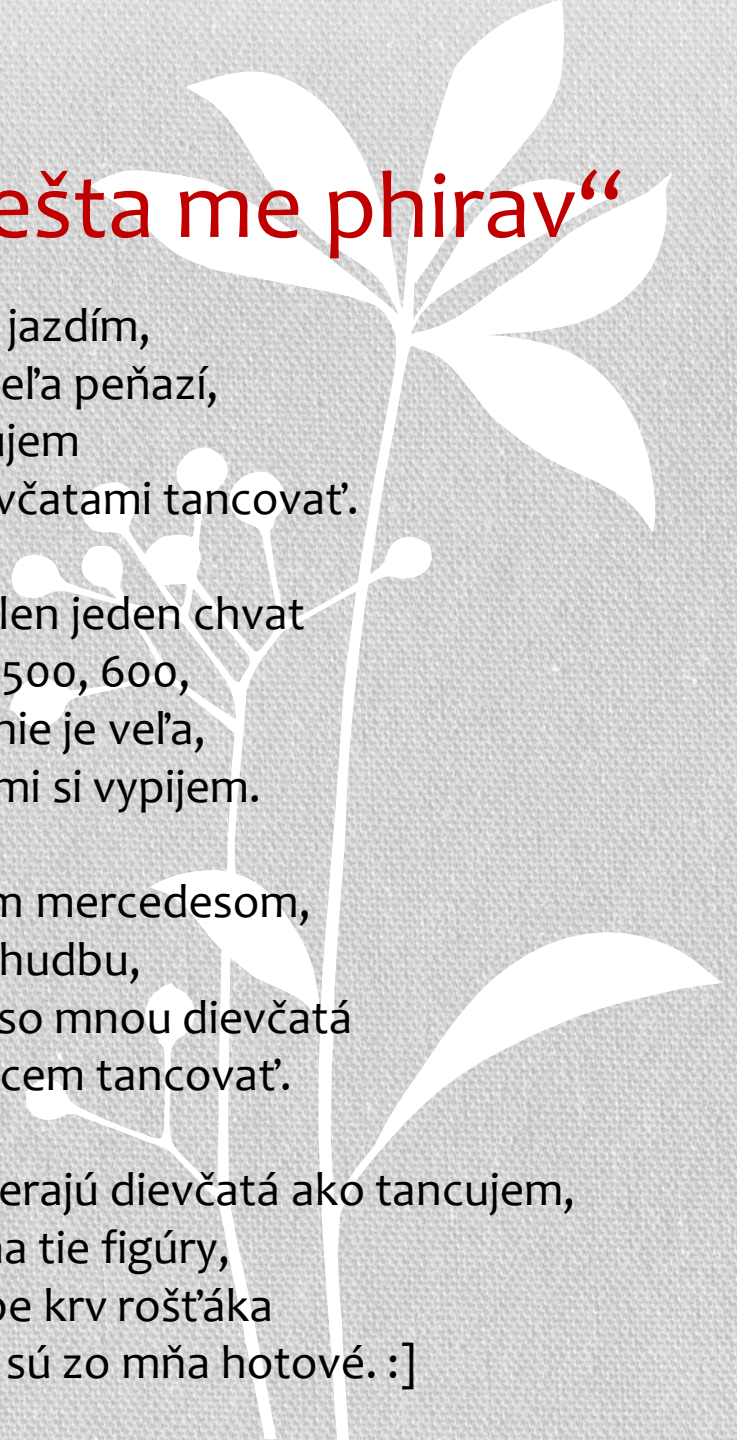 ešta me phirav“
jazdím,
eľa peňazí,
ujem
včatami tancovať.
len jeden chvat
500, 600,
nie je veľa,
mi si vypijem.
m mercedesom,
hudbu,
so mnou dievčatá
cem tancovať.
erajú dievčatá ako tancujem,
na tie figúry,
be krv rošťáka
sú zo mňa hotové. :]